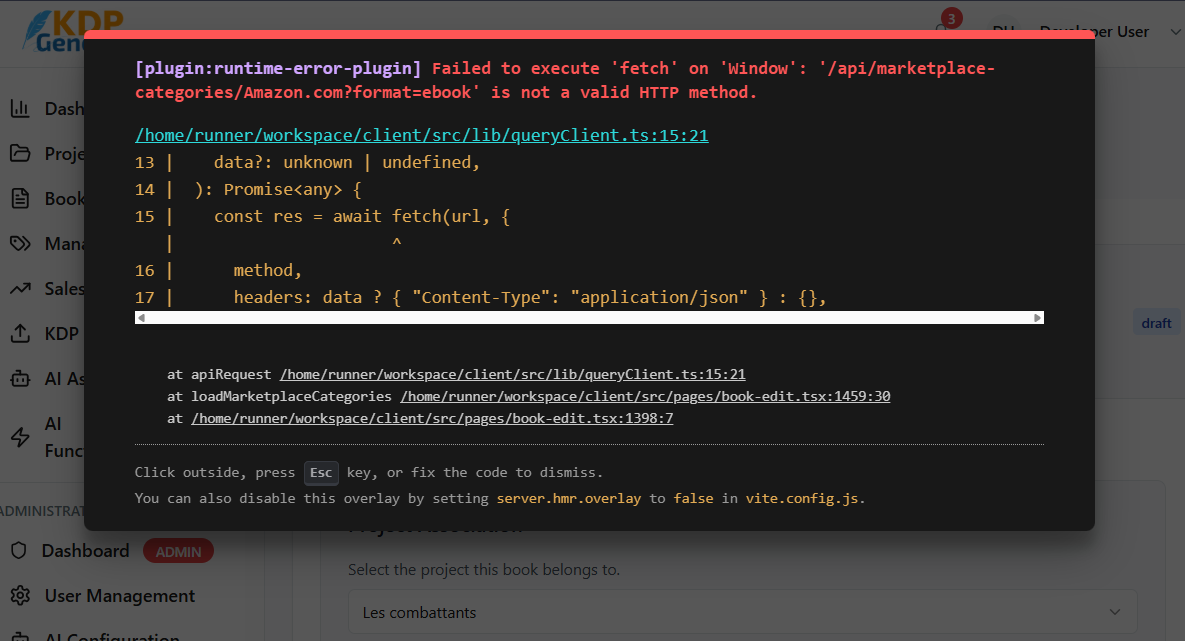 KDP
Gen
3
DU
Developer User
[plugin:runtime-error-plugin] Failed to execute 'fetch' on 'Window': '/api/marketplace-
categories/Amazon.com?format=ebook' is not a valid HTTP method.
/home/runner/workspace/client/src/lib/queryClient.ts:15:21
13 |    data?: unknown | undefined,
14 |  ): Promise<any> {
15 |    const res = await fetch(url, {
   |                      ^
16 |      method,
17 |      headers: data ? { "Content-Type": "application/json" } : {},
at apiRequest /home/runner/workspace/client/src/lib/queryClient.ts:15:21
at loadMarketplaceCategories /home/runner/workspace/client/src/pages/book-edit.tsx:1459:30
at /home/runner/workspace/client/src/pages/book-edit.tsx:1398:7
Click outside, press Esc key, or fix the code to dismiss.
You can also disable this overlay by setting server.hmr.overlay to false in vite.config.js.
Dash
Proje
Book
Mana
Sales
KDP
AI As
AI
Func
draft
ADMINISTRAT
Dashboard ADMIN
User Management
AI Configuration
Select the project this book belongs to.
Les combattants